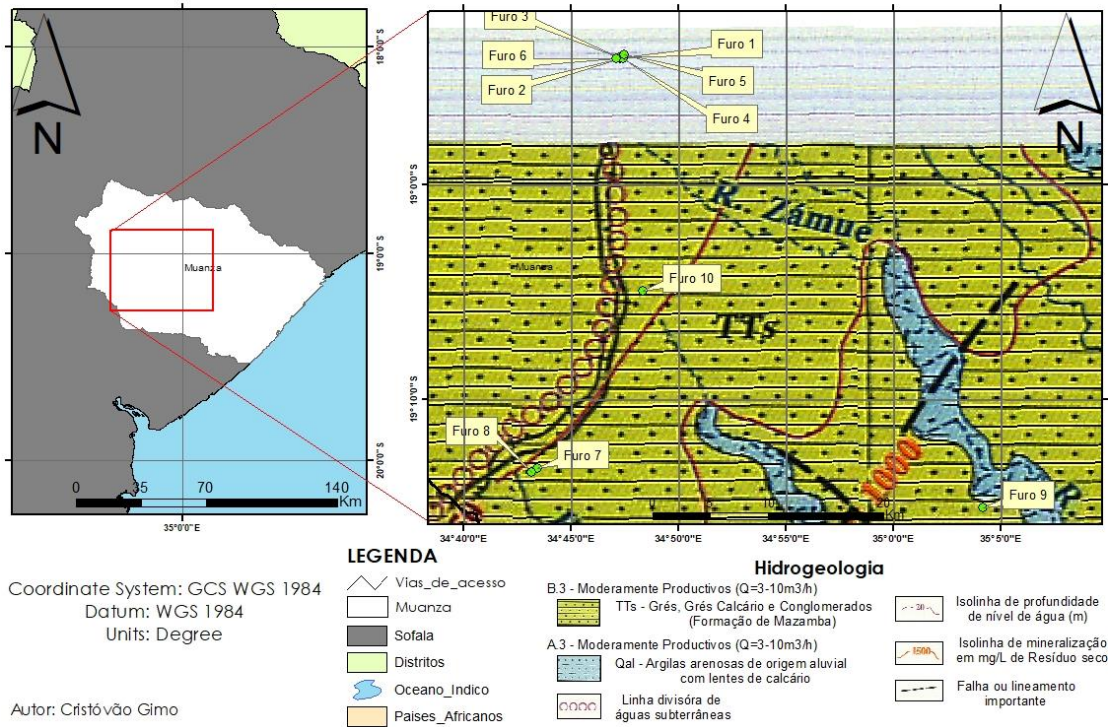 18°0'0"S
19°0'0"S
20°0'0"S
N
Muanza
0 35 70 140
Km
35°0'0"E
Furo 3
Furo 1
Furo 6
Furo 5
Furo 2
Furo 4
N
19°0'0"S
19°10'0"S
R. Zámue
Muanza
Furo 10
TTs
Furo 8
Furo 7
1000
Furo 9
R
0 10 20
Km
34°40'0"E 34°45'0"E 34°50'0"E 34°55'0"E 35°0'0"E 35°5'0"E
Coordinate System: GCS WGS 1984
Datum: WGS 1984
Units: Degree
Autor: Cristóvão Gimo
LEGENDA
Vias_de_acesso
Muanza
Sofala
Distritos
Oceano_Indico
Paises_Africanos
Hidrogeologia
B.3 - Moderamente Productivos (Q=3-10m3/h)
TTs - Grés, Grés Calcário e Conglomerados
(Formação de Mazamba)
A.3 - Moderamente Productivos (Q=3-10m3/h)
Qal - Argilas arenosas de origem aluvial
com lentes de calcário
Linha divisóra de
águas subterrâneas
Isolinha de profundidade
de nível de água (m)
1500
Isolinha de mineralização
em mg/L de Resíduo seco
Falha ou lineamento
importante